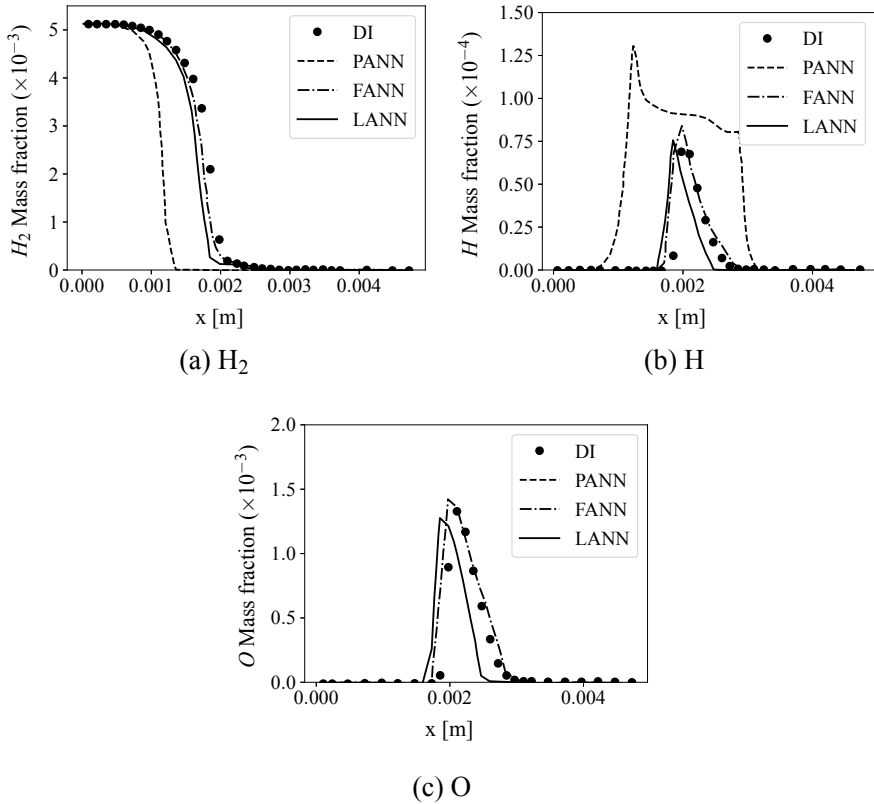 H₂ Mass fraction (×10⁻³)
5
4
3
2
1
0
0.000 0.001 0.002 0.003 0.004
x [m]
DI
PANN
FANN
LANN
(a) H₂
H Mass fraction (×10⁻⁴)
1.50
1.25
1.00
0.75
0.50
0.25
0.00
0.000 0.002 0.004
x [m]
DI
PANN
FANN
LANN
(b) H
O Mass fraction (×10⁻³)
2.0
1.5
1.0
0.5
0.0
0.000 0.002 0.004
x [m]
DI
PANN
FANN
LANN
(c) O